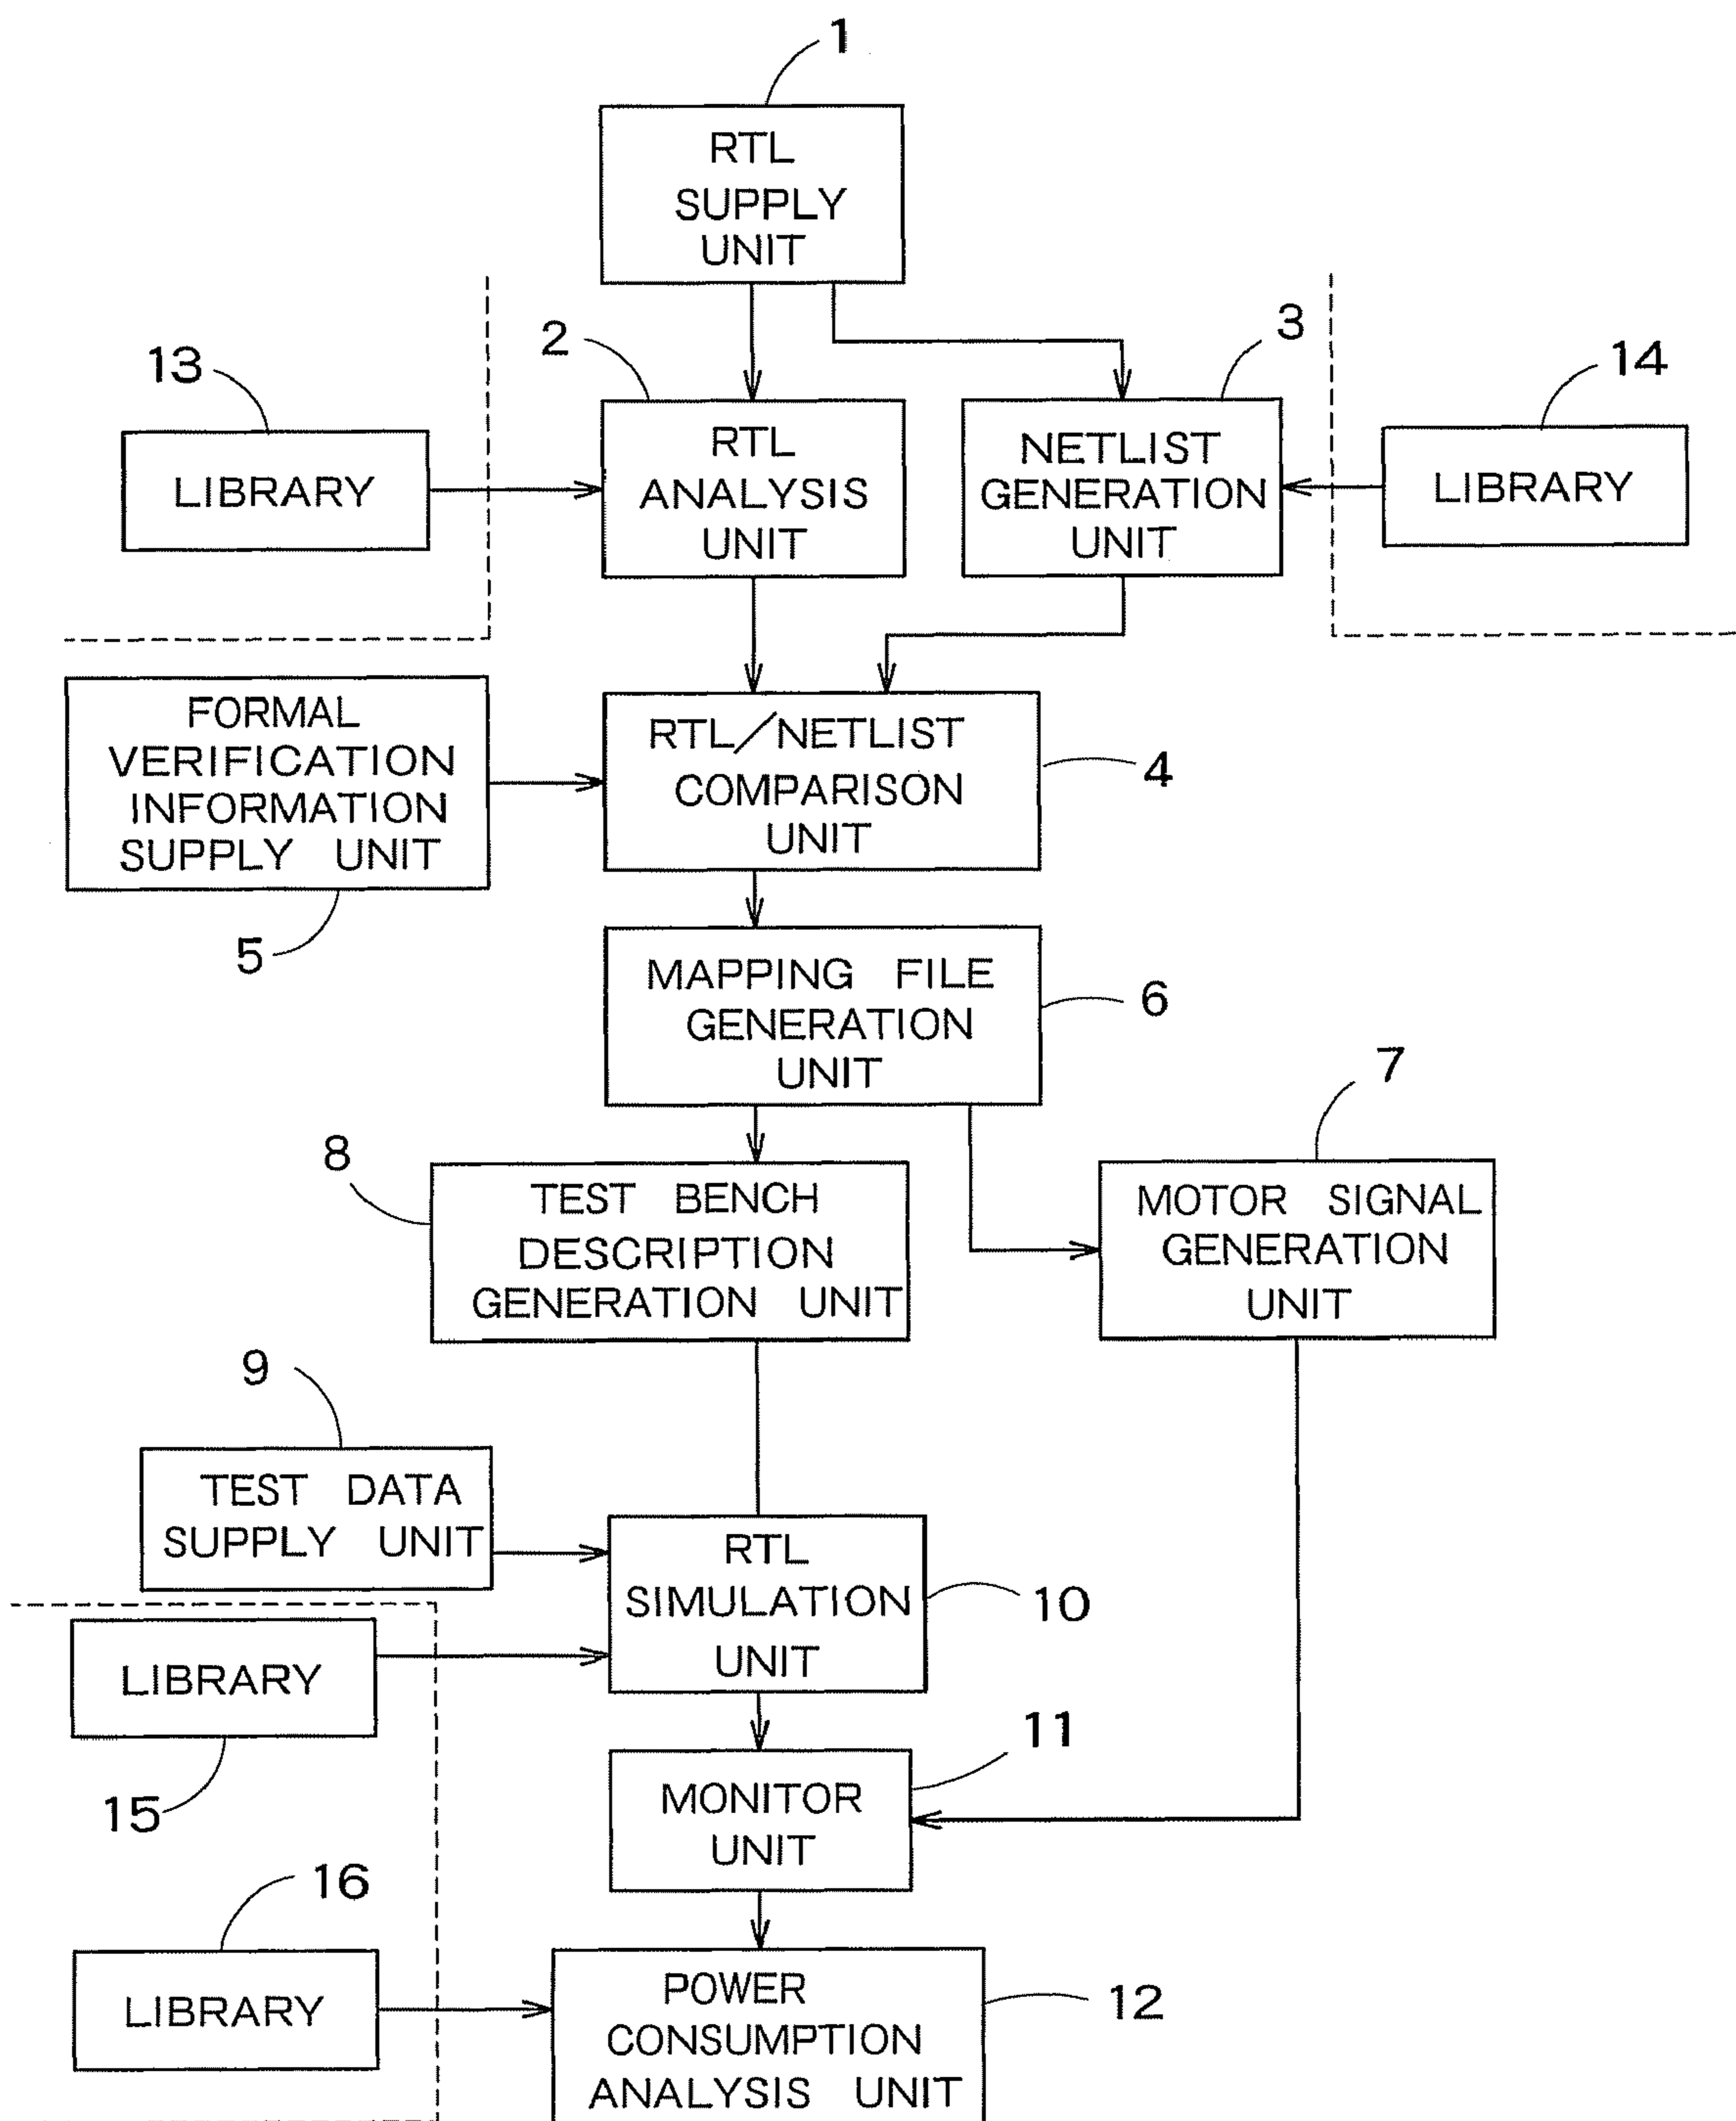 1
RTL
SUPPLY
UNIT
2
3
13
14
LIBRARY
RTL
ANALYSIS
UNIT
NETLIST
GENERATION
UNIT
LIBRARY
FORMAL
VERIFICATION
INFORMATION
SUPPLY UNIT
5
RTL/NETLIST
COMPARISON
UNIT
4
MAPPING FILE
GENERATION
UNIT
6
7
8
TEST BENCH
DESCRIPTION
GENERATION UNIT
MOTOR SIGNAL
GENERATION
UNIT
9
TEST DATA
SUPPLY UNIT
RTL
SIMULATION
UNIT
10
LIBRARY
15
11
MONITOR
UNIT
16
LIBRARY
POWER
CONSUMPTION
ANALYSIS UNIT
12